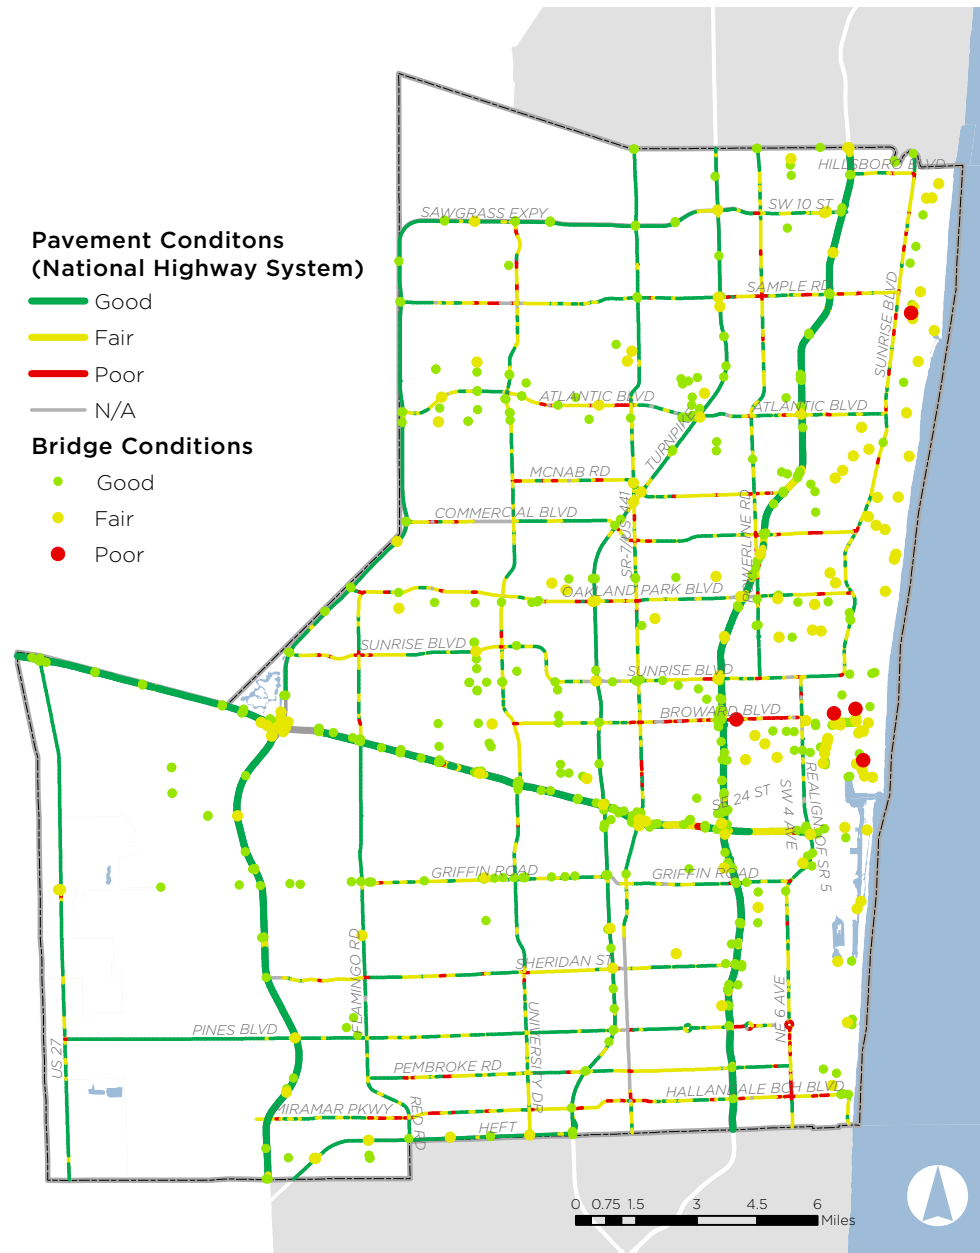 HILLSBORO BLVD
SW 10 ST
SAWGRASS EXPY
Pavement Conditons
(National Highway System)
Good
Fair
Poor
N/A
Bridge Conditions
Good
Fair
Poor
SAMPLE RD
SUNRISE BLVD
ATLANTIC BLVD
ATLANTIC BLVD
TURNPIKE
MCNAB RD
SR-7/US-441
POWERLINE RD
COMMERCIAL BLVD
OAKLAND PARK BLVD
SUNRISE BLVD
SUNRISE BLVD
BROWARD BLVD
SE 24 ST
SW 4 AVE
REALIGN OF SR 5
GRIFFIN ROAD
GRIFFIN ROAD
FLAMINGO RD
SHERIDAN ST
UNIVERSITY DR
NE 6 AVE
PINES BLVD
US 27
PEMBROKE RD
HALLANDALE BCH BLVD
MIRAMAR PKWY
RED RD
HEFT
0 0.75 1.5 3 4.5 6
Miles